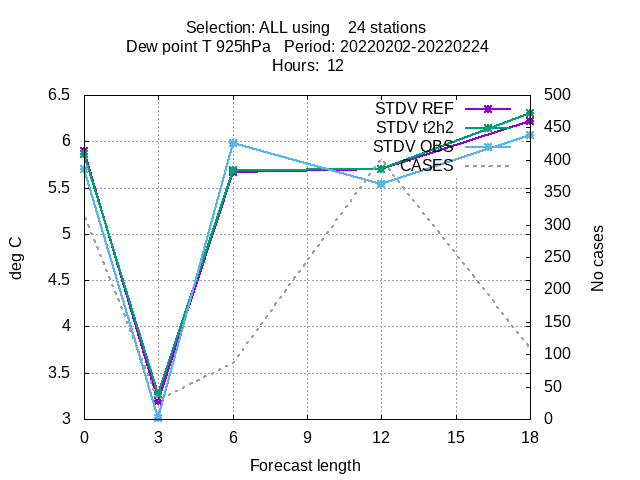 Selection: ALL using    24 stations
Dew point T 925hPa   Period: 20220202-20220224
Hours:  12
STDV REF
STDV t2h2
STDV OBS
CASES
6.5
6
5.5
5
4.5
4
3.5
3
500
450
400
350
300
250
200
150
100
50
0
deg C
No cases
0 3 6 9 12 15 18
Forecast length